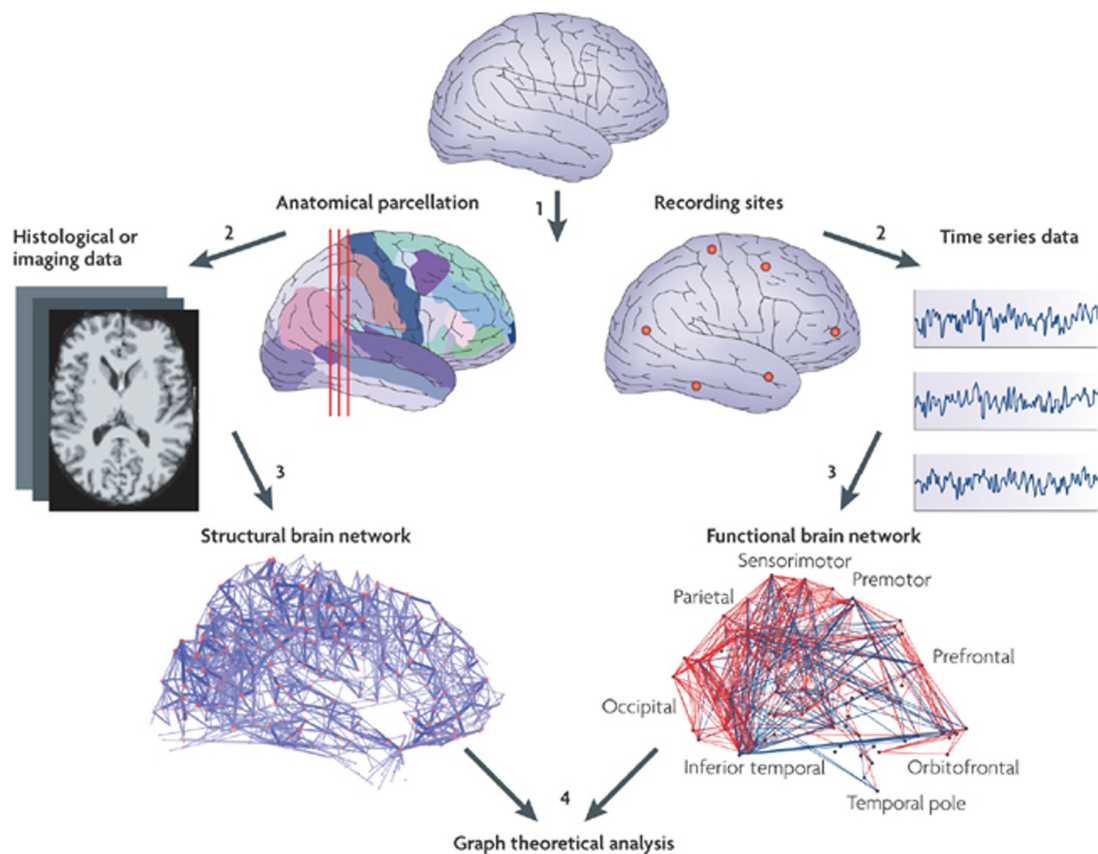 Anatomical parcellation
1
Recording sites
Histological or
imaging data
2
2
Time series data
3
3
Structural brain network
Functional brain network
Sensorimotor
Premotor
Parietal
Prefrontal
Occipital
Inferior temporal
Orbitofrontal
Temporal pole
4
Graph theoretical analysis